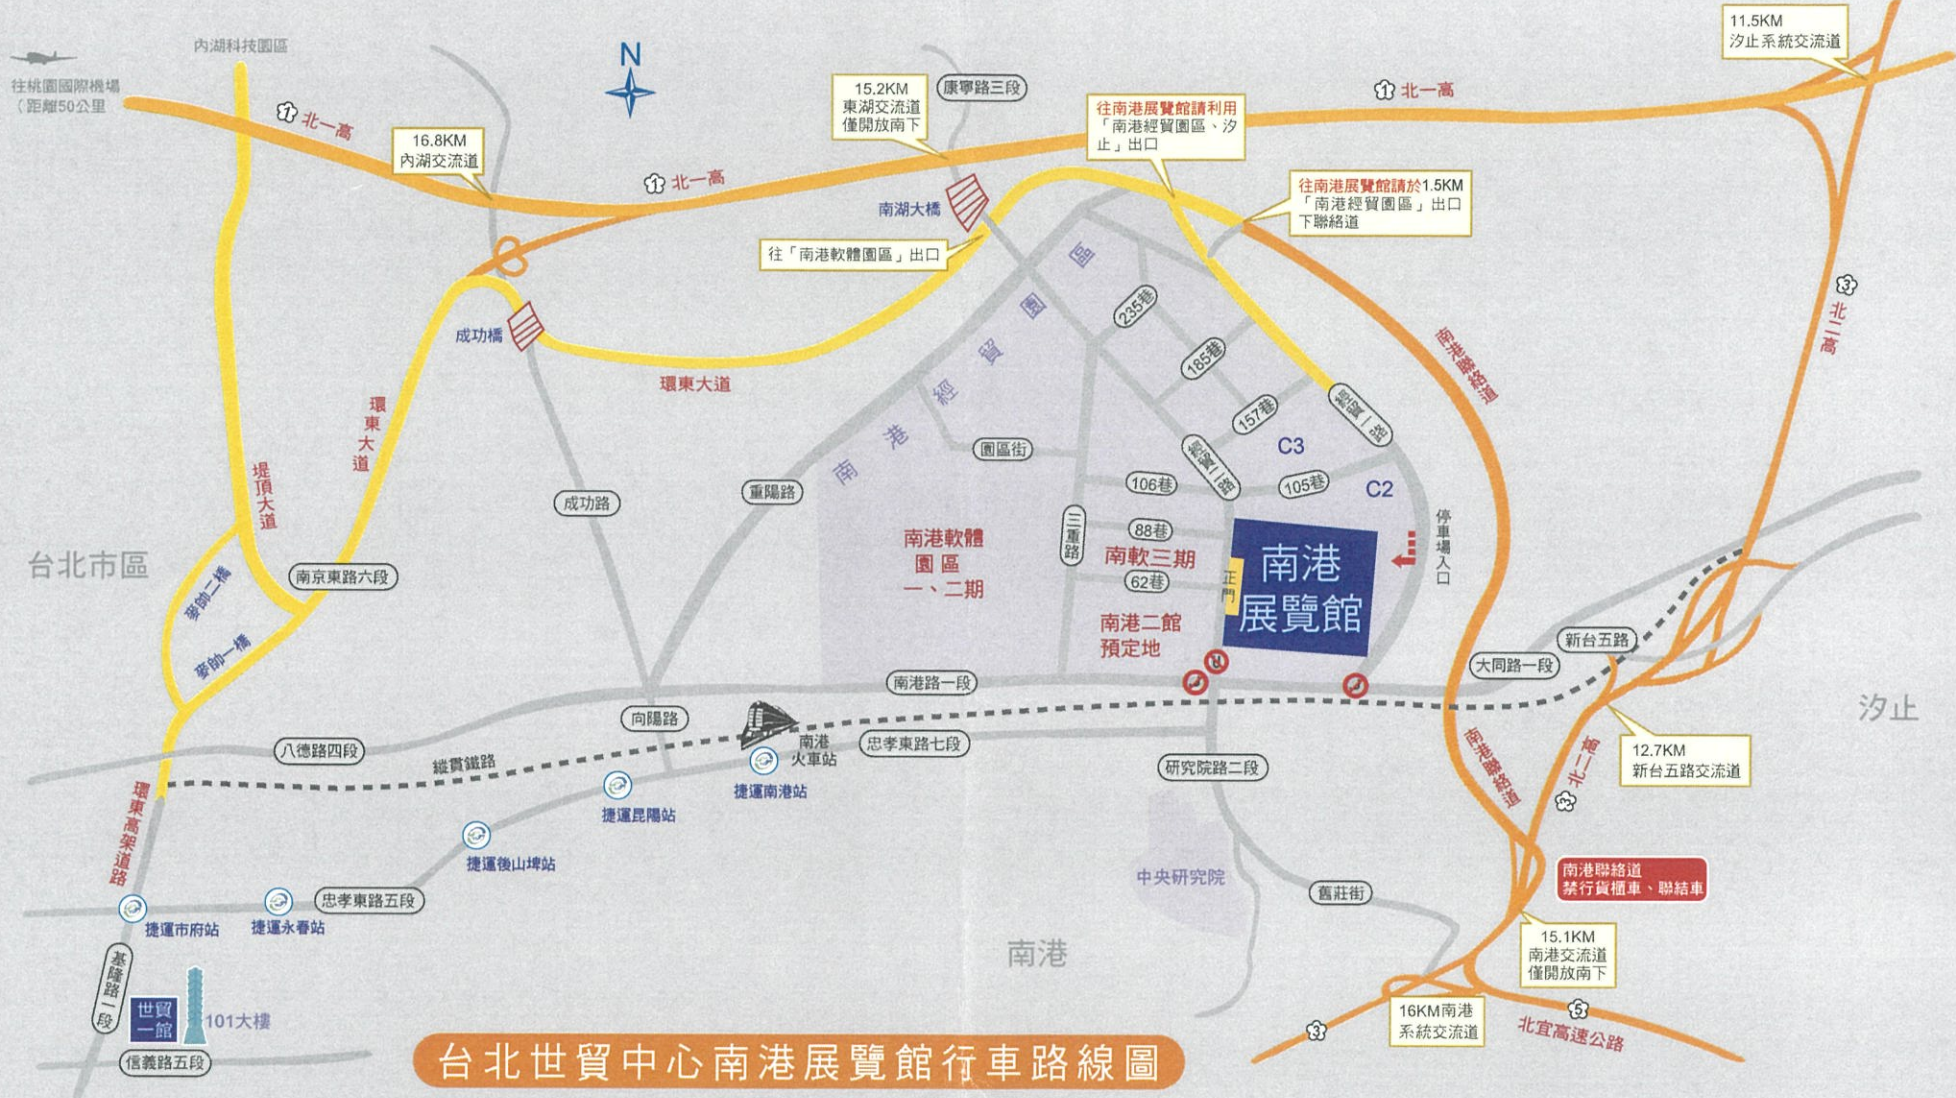 內湖科技園區
往桃園國際機場
（距離50公里
N
1 北一高
16.8KM
內湖交流道
1 北一高
15.2KM
東湖交流道
僅開放南下
康寧路三段
往南港展覽館請利用
「南港經貿園區、汐
止」出口
1 北一高
11.5KM
汐止系統交流道
往南港展覽館請於1.5KM
「南港經貿園區」出口
下聯絡道
南湖大橋
往「南港軟體園區」出口
成功橋
環東大道
環東大道
堤頂大道
南港經貿園區
235巷
185巷
157巷
經貿一路
經貿二路
C3
C2
105巷
106巷
88巷
62巷
園區街
三重路
重陽路
成功路
南港聯絡道
3
北二高
台北市區
南京東路六段
麥帥二橋
麥帥一橋
南港軟體
園區
一、二期
南軟三期
南港二館
預定地
正門
南港
展覽館
停車場入口
新台五路
大同路一段
汐止
南港路一段
向陽路
南港
火車站
忠孝東路七段
八德路四段
縱貫鐵路
研究院路二段
南港聯絡道
北二高
3
12.7KM
新台五路交流道
捷運南港站
捷運昆陽站
捷運後山埤站
捷運永春站
捷運市府站
環東高架道路
忠孝東路五段
中央研究院
舊莊街
南港聯絡道
禁行貨櫃車、聯結車
15.1KM
南港交流道
僅開放南下
南港
基隆路一段
世貿
一館
101大樓
信義路五段
16KM南港
系統交流道
3
5
北宜高速公路
台北世貿中心南港展覽館行車路線圖